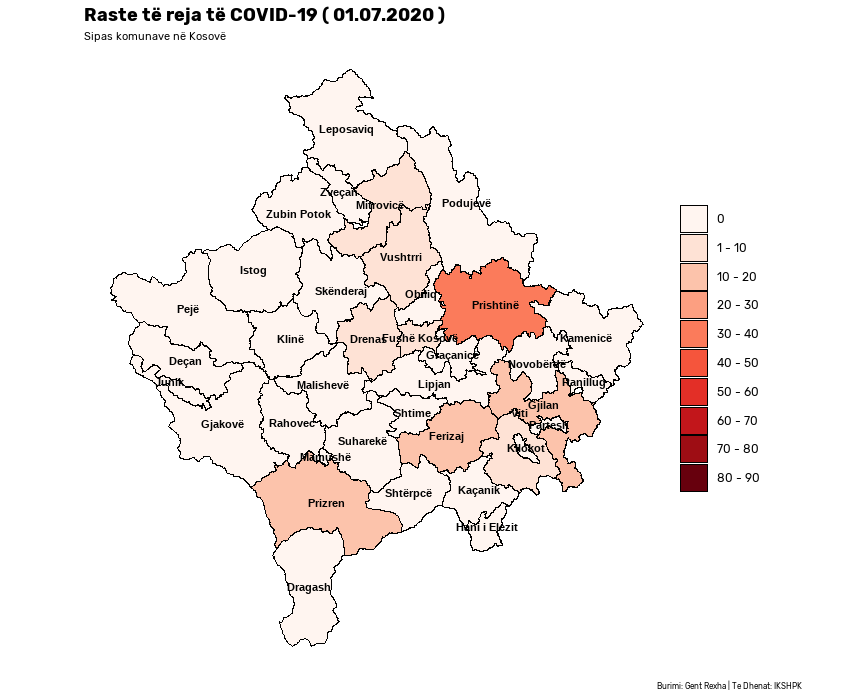 Raste të reja të COVID-19 ( 01.07.2020 )
Sipas komunave në Kosovë
Leposaviq
Zveçan
Mitrovicë
Podujevë
Zubin Potok
Vushtrri
Istog
Skënderaj
Obiliq
Prishtinë
Pejë
Klinë
Drenas
Fushë Kosovë
Kamenicë
Graçanicë
Deçan
Novobërdë
Junik
Malishevë
Lipjan
Ranillug
Gjilan
Shtime
Viti
Gjakovë
Rahovec
Partesh
Suharekë
Ferizaj
Kllokot
Mamushë
Shtërpcë
Kaçanik
Prizren
Hani i Elezit
Dragash
0
1 - 10
10 - 20
20 - 30
30 - 40
40 - 50
50 - 60
60 - 70
70 - 80
80 - 90
Burimi: Gent Rexha | Te Dhenat: IKSHPK